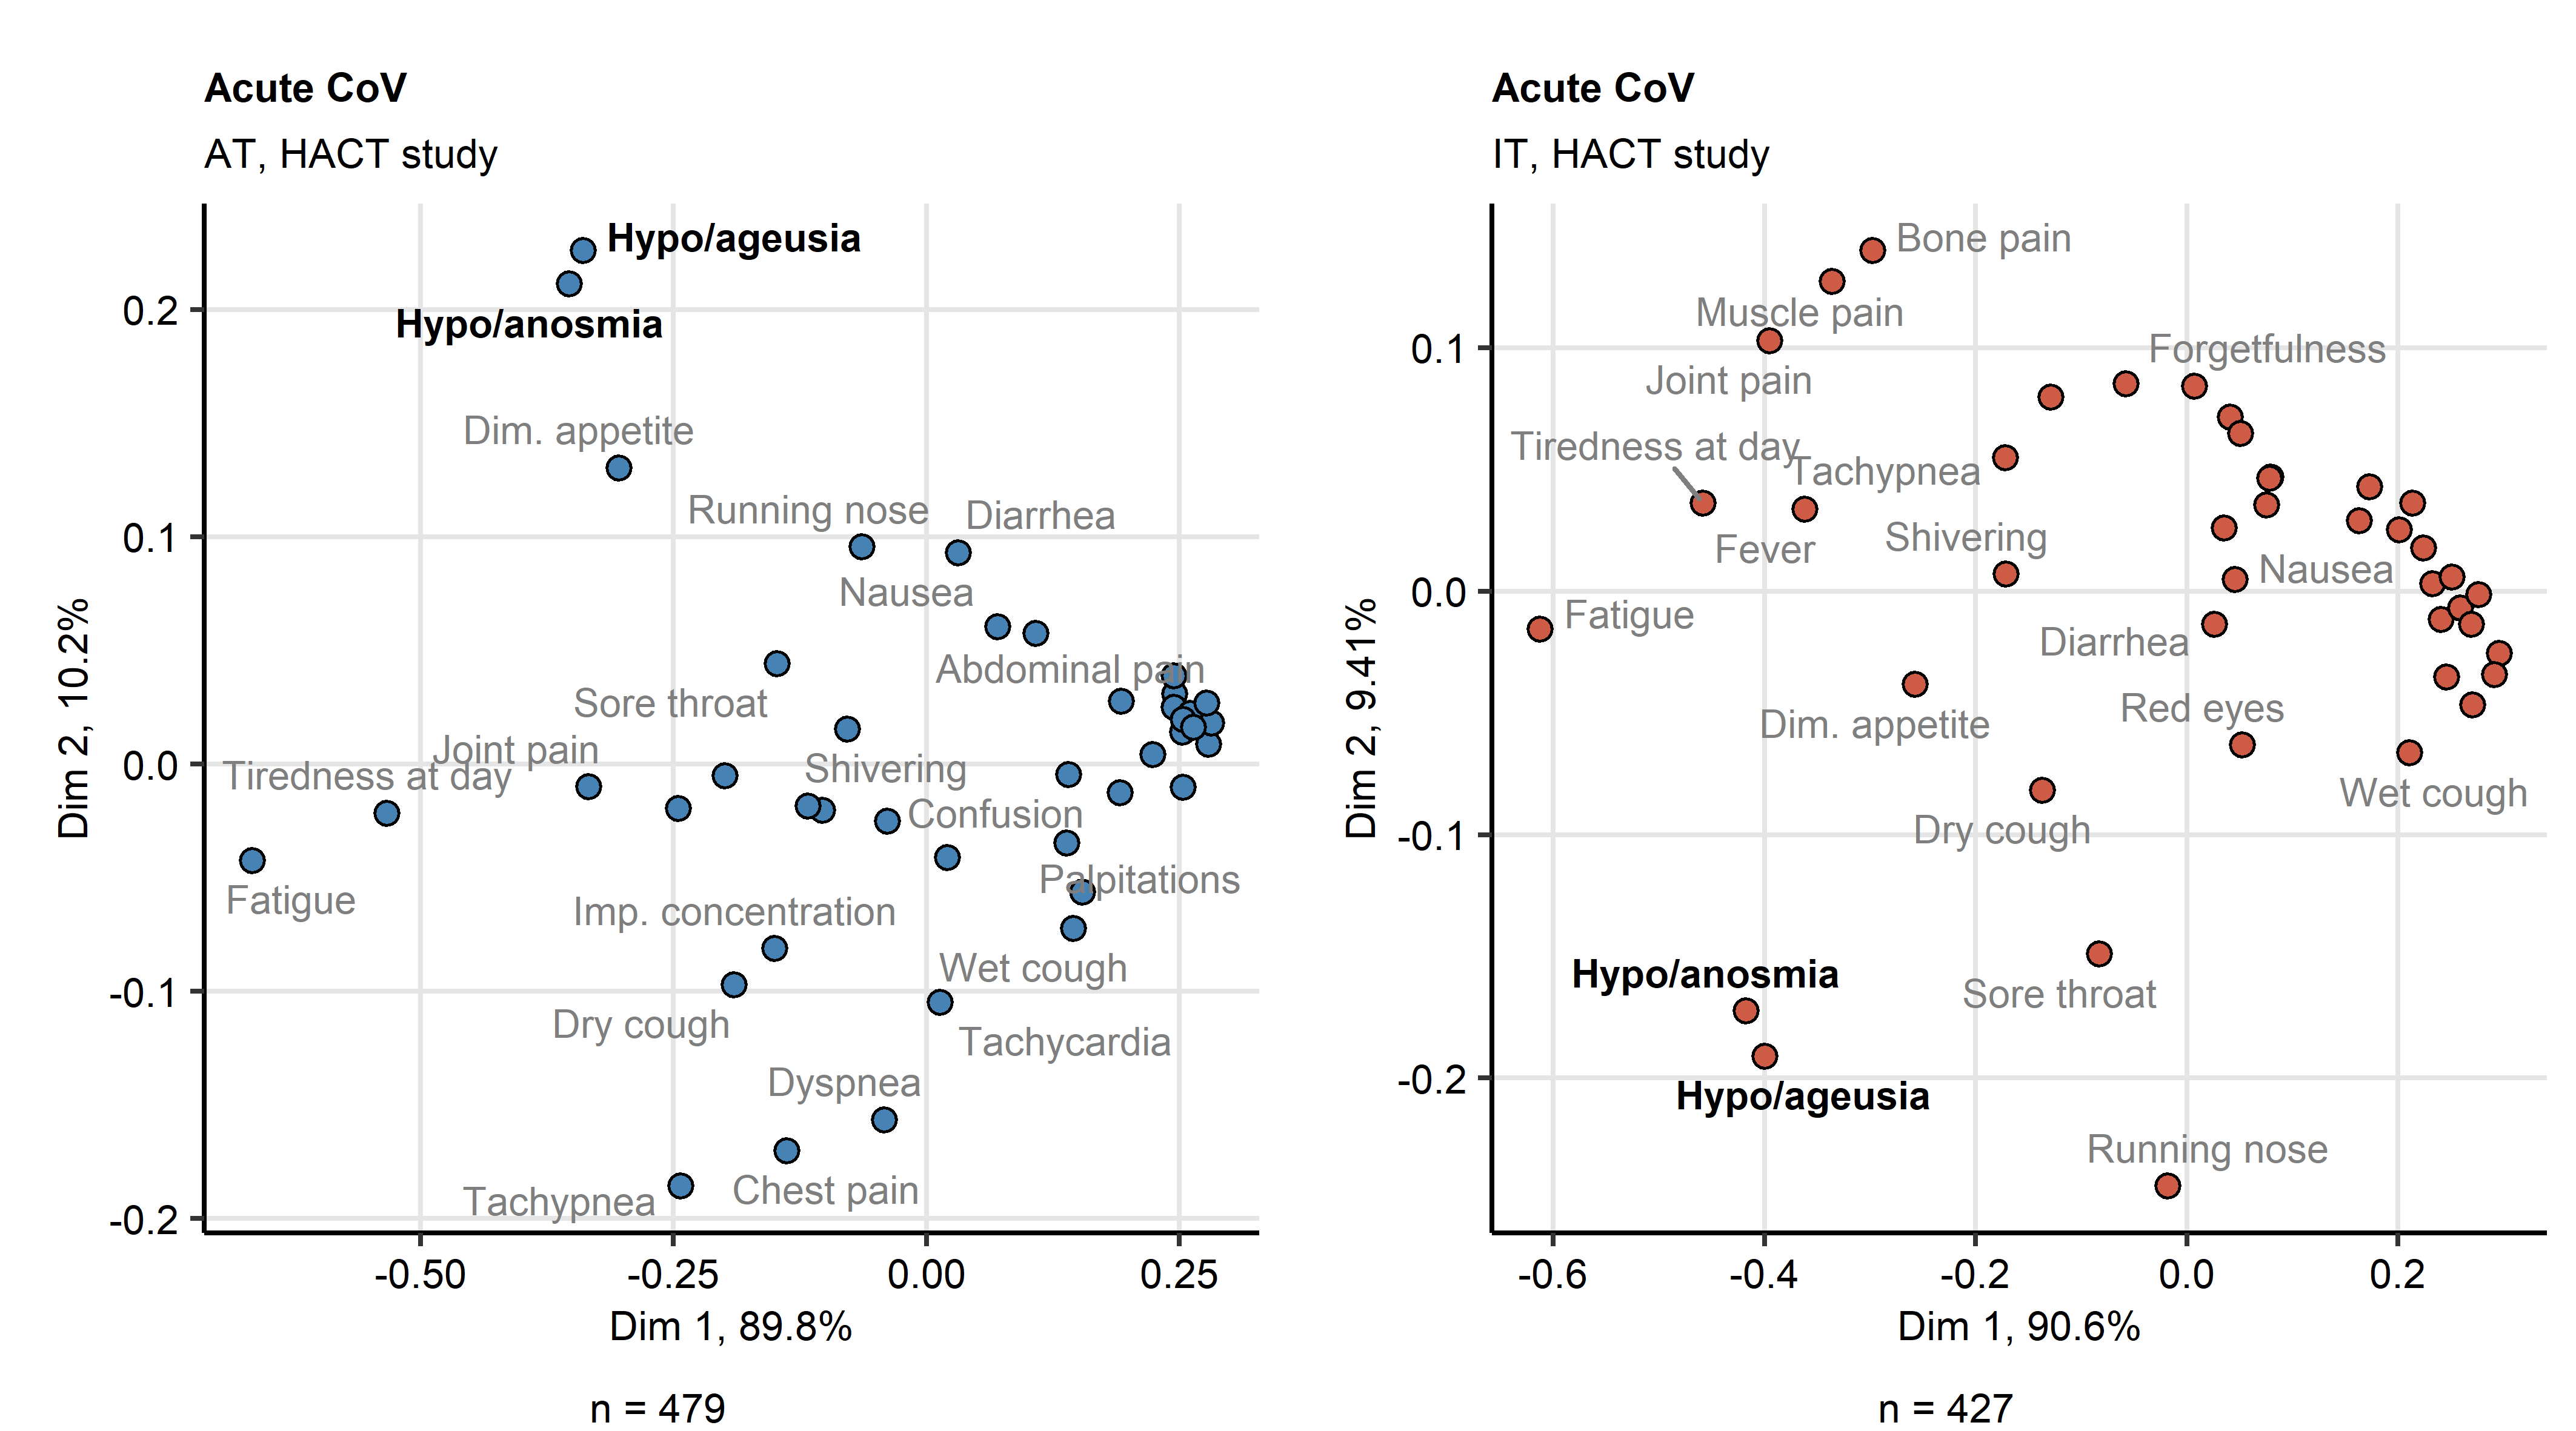 Acute CoV
AT, HACT study
Hypo/ageusia
Hypo/anosmia
Dim. appetite
Running nose
Diarrhea
Nausea
Abdominal pain
Sore throat
Joint pain
Shivering
Tiredness at day
Confusion
Palpitations
Fatigue
Imp. concentration
Wet cough
Dry cough
Tachycardia
Dyspnea
Chest pain
Tachypnea
0.2
0.1
0.0
-0.1
-0.2
Dim 2, 10.2%
-0.50
-0.25
0.00
0.25
Dim 1, 89.8%
n = 479
Acute CoV
IT, HACT study
Bone pain
Muscle pain
Forgetfulness
Joint pain
Tiredness at day
Tachypnea
Shivering
Fever
Nausea
Fatigue
Diarrhea
Red eyes
Dim. appetite
Wet cough
Dry cough
Hypo/anosmia
Sore throat
Hypo/ageusia
Running nose
0.1
0.0
-0.1
-0.2
Dim 2, 9.41%
-0.6
-0.4
-0.2
0.0
0.2
Dim 1, 90.6%
n = 427